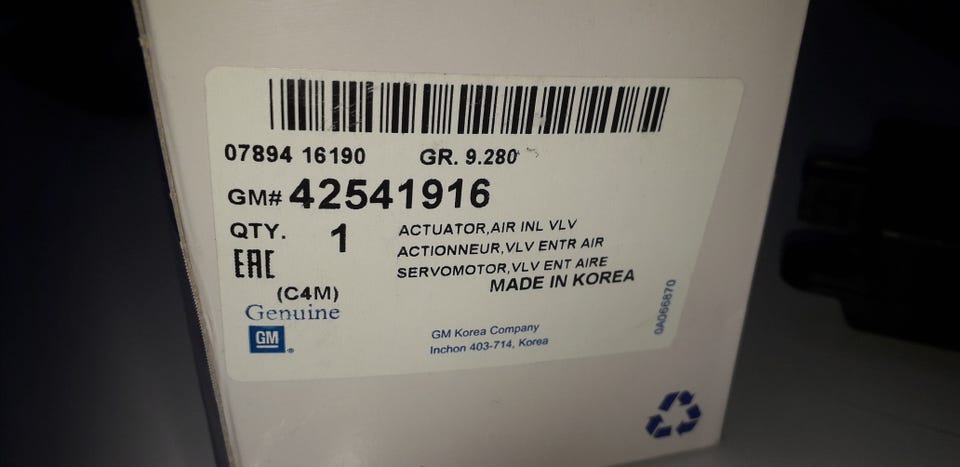 07894 16190 GR. 9.280
GM# 42541916
QTY. 1
ACTUATOR,AIR INL VLV
ACTIONNEUR,VLV ENTR AIR
SERVOMOTOR,VLV ENT AIRE
MADE IN KOREA
EAC
(C4M)
Genuine
GM
GM Korea Company
Inchon 403-714, Korea
0A066870